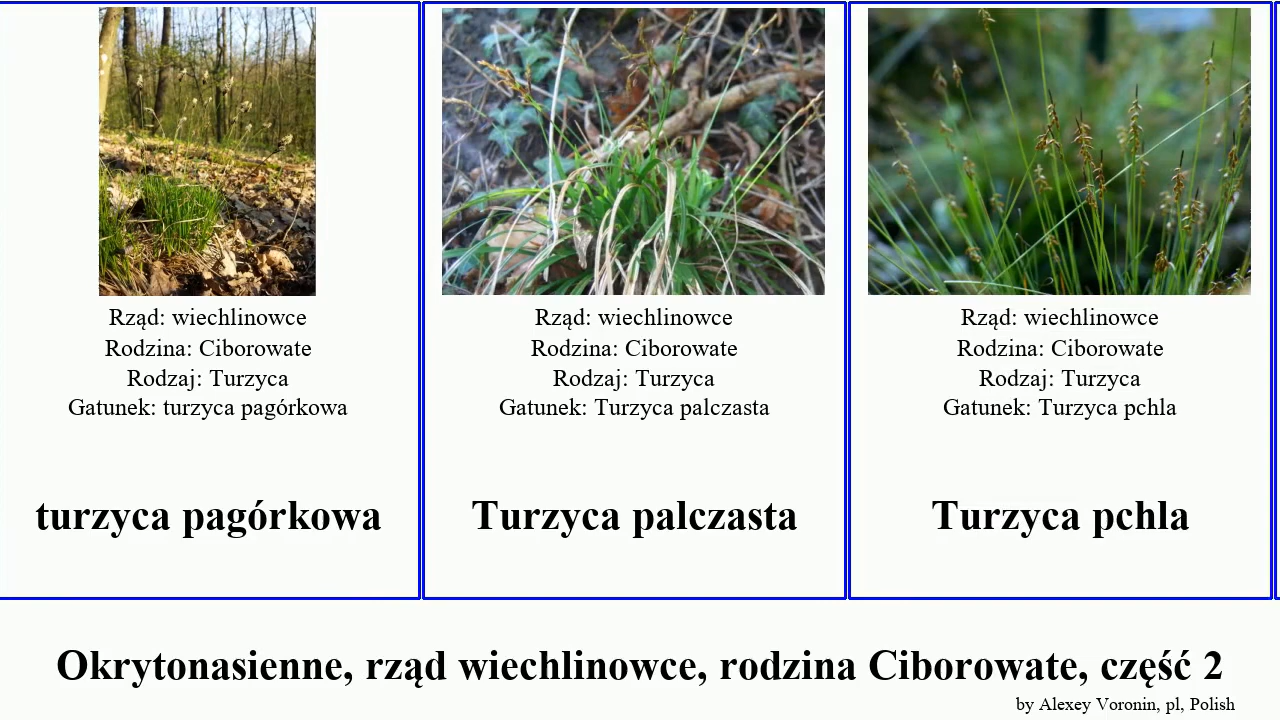 Rząd: wiechlinowce
Rodzina: Ciborowate
Rodzaj: Turzyca
Gatunek: turzyca pagórkowa
turzyca pagórkowa
Rząd: wiechlinowce
Rodzina: Ciborowate
Rodzaj: Turzyca
Gatunek: Turzyca palczasta
Turzyca palczasta
Rząd: wiechlinowce
Rodzina: Ciborowate
Rodzaj: Turzyca
Gatunek: Turzyca pchla
Turzyca pchla
Okrytonasienne, rząd wiechlinowce, rodzina Ciborowate, część 2
by Alexey Voronin, pl, Polish